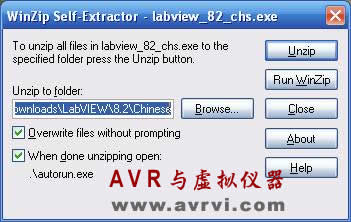 WinZip Self-Extractor - labview_82_chs.exe
To unzip all files in labview_82_chs.exe to the
specified folder press the Unzip button.
Unzip to folder:
ownloads\LabVIEW\8.2\Chinese
Browse...
Overwrite files without prompting
When done unzipping open:
.\autorun.exe
Unzip
Run WinZip
Close
About
Help
AVR与虚拟仪器
www.avrvi.com